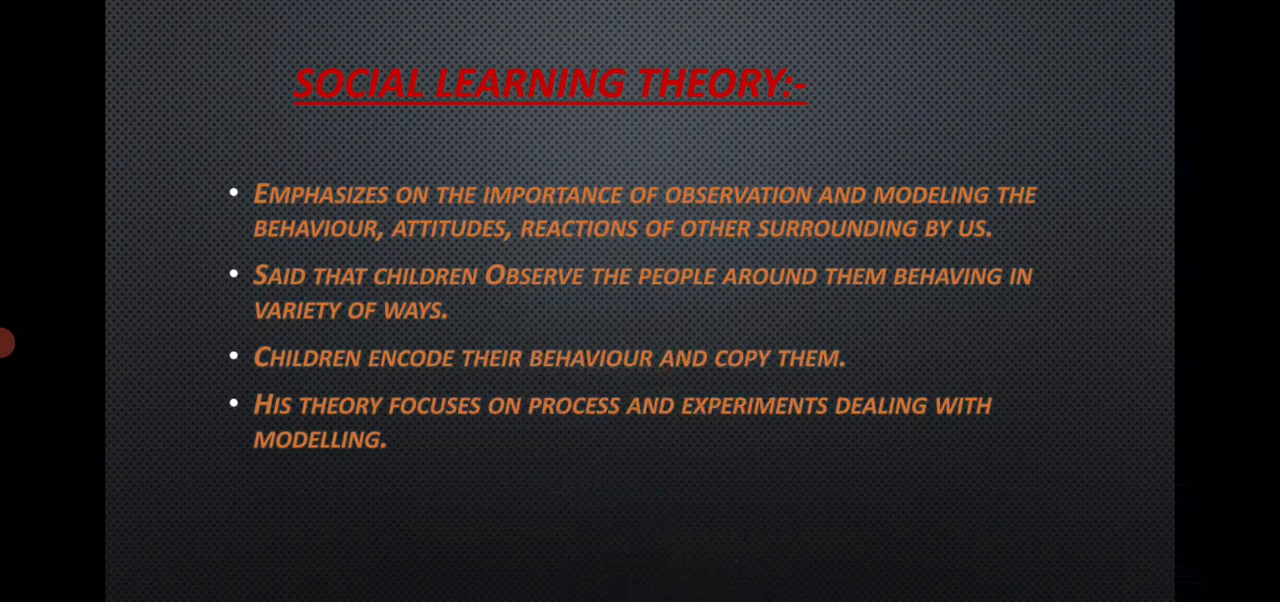 SOCIAL LEARNING THEORY:-
• EMPHASIZES ON THE IMPORTANCE OF OBSERVATION AND MODELING THE
BEHAVIOUR, ATTITUDES, REACTIONS OF OTHER SURROUNDING BY US.
• SAID THAT CHILDREN OBSERVE THE PEOPLE AROUND THEM BEHAVING IN
VARIETY OF WAYS.
• CHILDREN ENCODE THEIR BEHAVIOUR AND COPY THEM.
• HIS THEORY FOCUSES ON PROCESS AND EXPERIMENTS DEALING WITH
MODELLING.